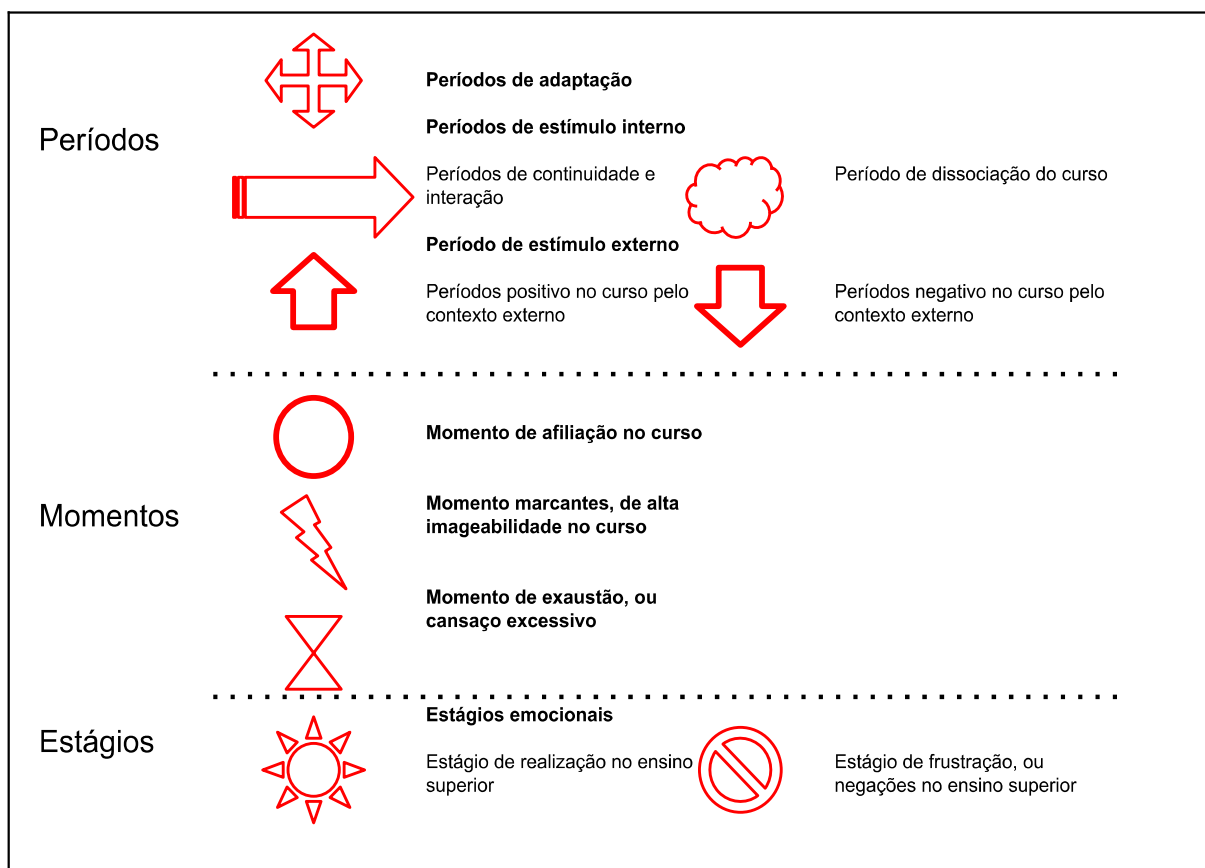 Períodos
Períodos de adaptação
Períodos de estímulo interno
Períodos de continuidade e
interação
Período de dissociação do curso
Período de estímulo externo
Períodos positivo no curso pelo
contexto externo
Períodos negativo no curso pelo
contexto externo
Momentos
Momento de afiliação no curso
Momento marcantes, de alta
imageabilidade no curso
Momento de exaustão, ou
cansaço excessivo
Estágios
Estágios emocionais
Estágio de realização no ensino
superior
Estágio de frustração, ou
negações no ensino superior